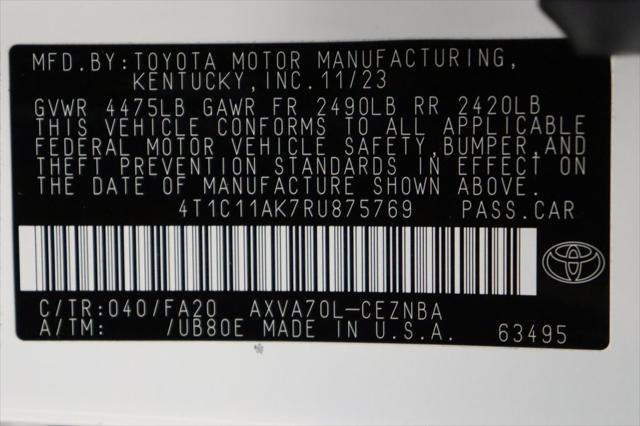 MFD.BY:TOYOTA MOTOR MANUFACTURING,
KENTUCKY,INC.11/23
GVWR 4475LB GAWR FR 2490LB RR 2420LB
THIS VEHICLE CONFORMS TO ALL APPLICABLE
FEDERAL MOTOR VEHICLE SAFETY,BUMPER,AND
THEFT PREVENTION STANDARDS IN EFFECT ON
THE DATE OF MANUFACTURE SHOWN ABOVE.
4T1C11AK7RU875769 PASS.CAR
C/TR:040/FA20 AXVA70L-CEZNBA
A/TM: /UB80E MADE IN U.S.A. 63495